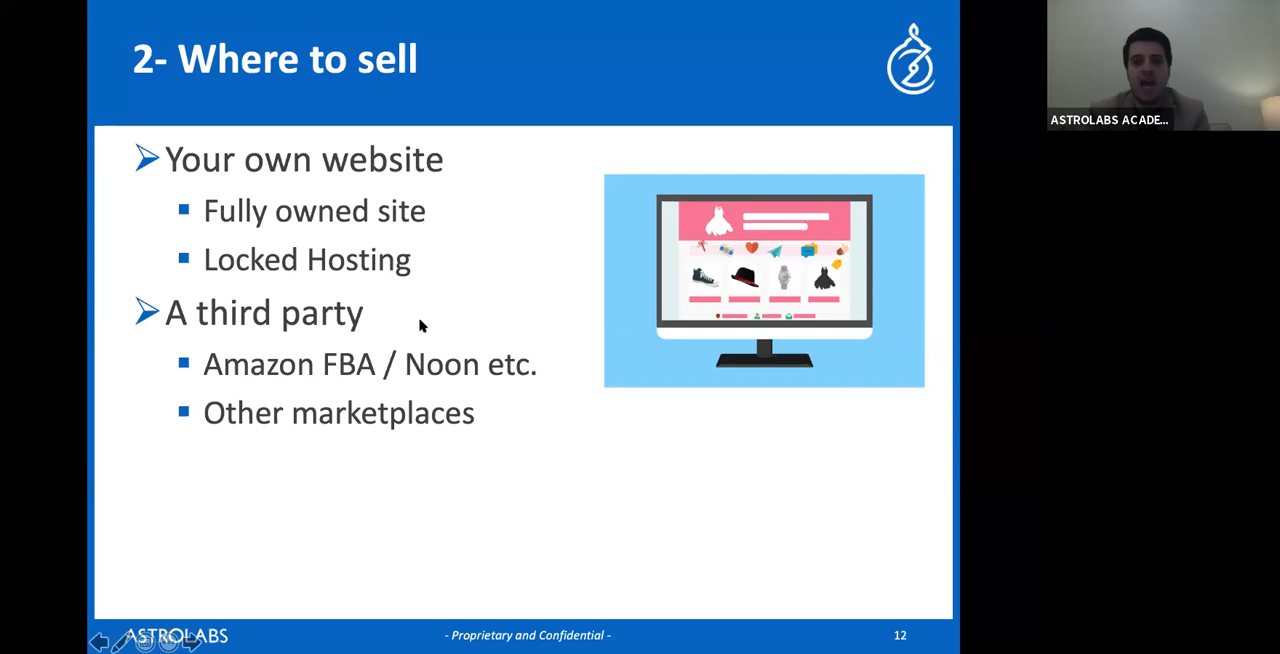 2- Where to sell
ASTROLABS ACADE...
Your own website
Fully owned site
Locked Hosting
A third party
Amazon FBA / Noon etc.
Other marketplaces
ASTROLABS
- Proprietary and Confidential -
12